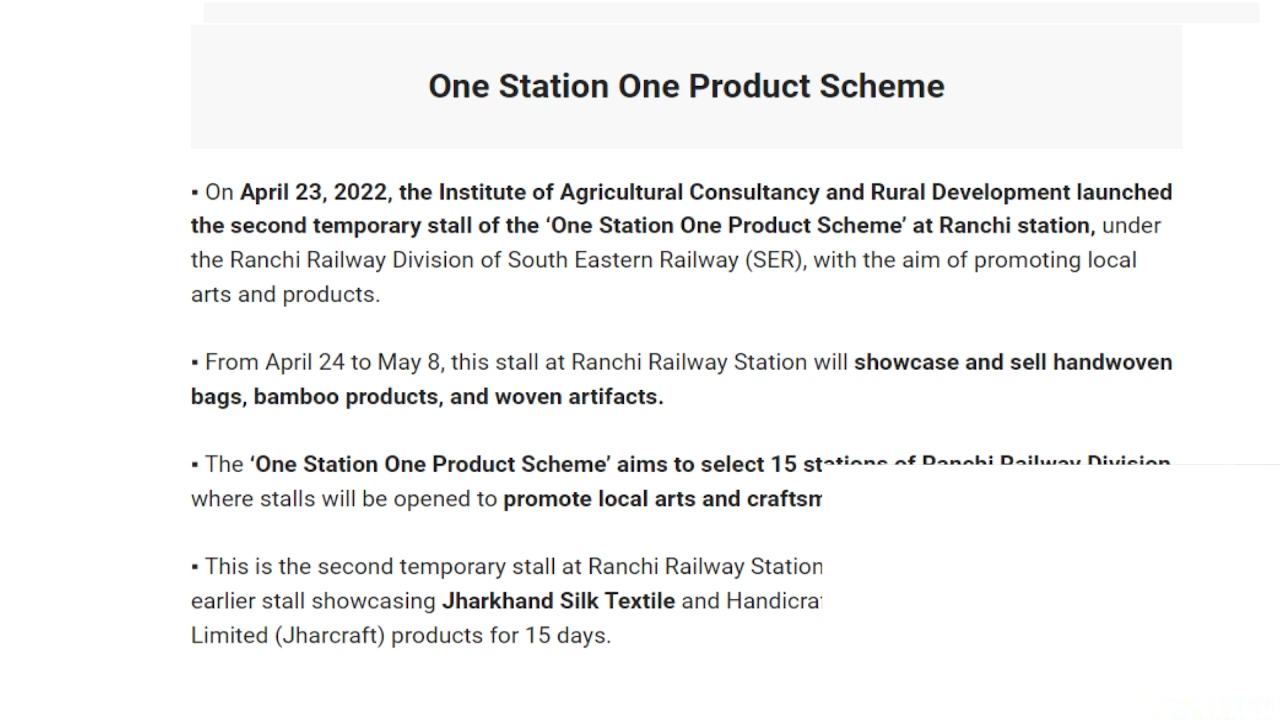 One Station One Product Scheme
▪ On April 23, 2022, the Institute of Agricultural Consultancy and Rural Development launched
the second temporary stall of the ‘One Station One Product Scheme’ at Ranchi station, under
the Ranchi Railway Division of South Eastern Railway (SER), with the aim of promoting local
arts and products.
▪ From April 24 to May 8, this stall at Ranchi Railway Station will showcase and sell handwoven
bags, bamboo products, and woven artifacts.
▪ The ‘One Station One Product Scheme’ aims to select 15 stations of Ranchi Railway Division
where stalls will be opened to promote local arts and
▪ This is the second temporary stall at Ranchi Railway Station
earlier stall showcasing Jharkhand Silk Textile and
Limited (Jharcraft) products for 15 days.